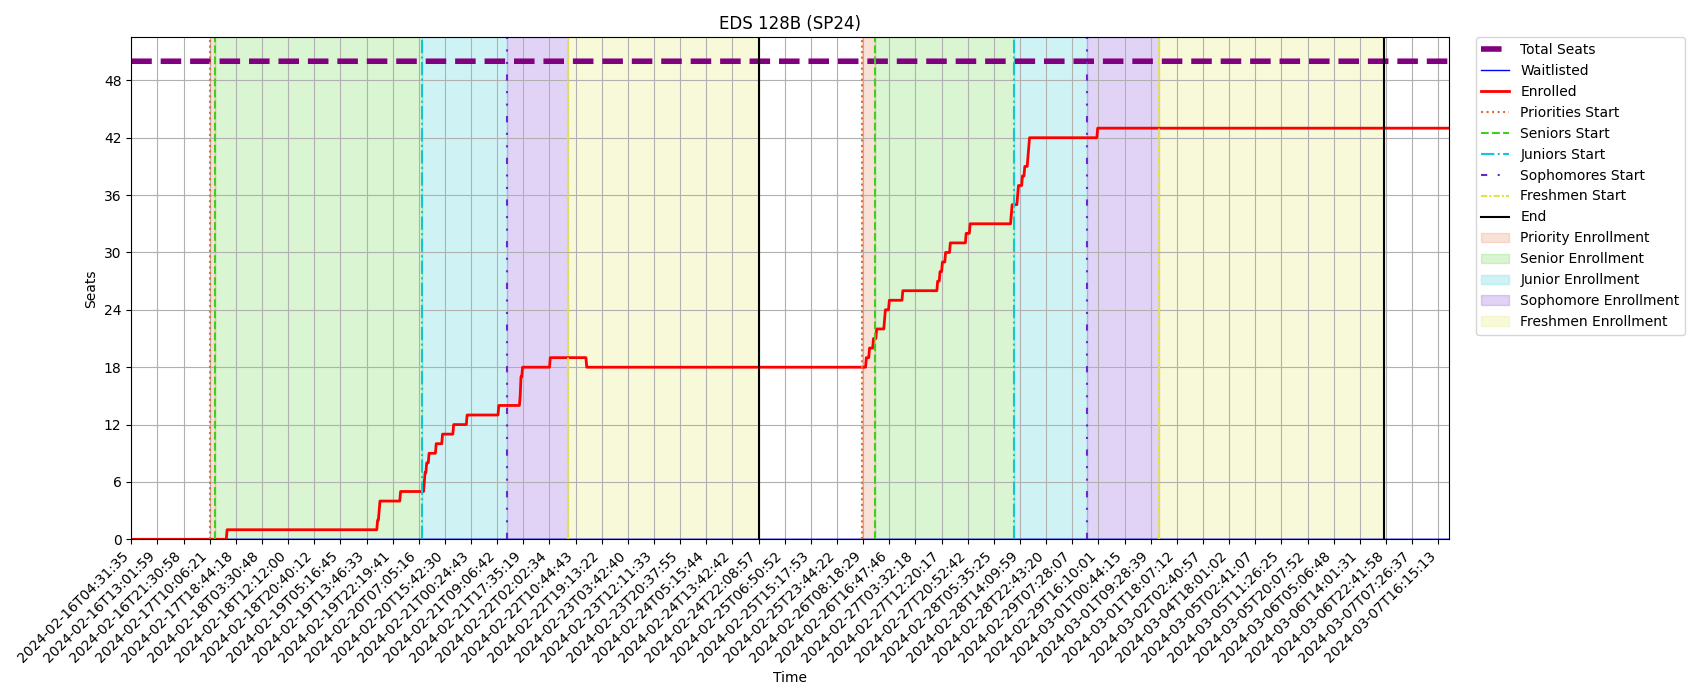 EDS 128B (SP24)
Seats
48
42
36
30
24
18
12
6
0
2024-02-16T04:31:35
2024-02-16T13:01:59
2024-02-16T21:30:58
2024-02-17T10:06:21
2024-02-17T18:44:18
2024-02-18T03:30:48
2024-02-18T12:12:00
2024-02-18T20:40:12
2024-02-19T05:16:45
2024-02-19T13:46:33
2024-02-19T22:19:41
2024-02-20T07:05:16
2024-02-20T15:42:30
2024-02-21T00:24:43
2024-02-21T09:06:42
2024-02-21T17:35:19
2024-02-22T02:02:34
2024-02-22T10:44:43
2024-02-22T19:13:22
2024-02-23T03:42:40
2024-02-23T12:11:33
2024-02-23T20:37:55
2024-02-24T05:15:44
2024-02-24T13:42:42
2024-02-24T22:08:57
2024-02-25T06:50:52
2024-02-25T15:17:53
2024-02-25T23:44:22
2024-02-26T08:18:29
2024-02-26T16:47:46
2024-02-27T03:32:18
2024-02-27T12:20:17
2024-02-27T20:52:42
2024-02-28T05:35:25
2024-02-28T14:09:59
2024-02-28T22:43:20
2024-02-29T07:28:07
2024-02-29T16:10:01
2024-03-01T00:44:15
2024-03-01T09:28:39
2024-03-01T18:07:12
2024-03-02T02:40:57
2024-03-04T18:01:02
2024-03-05T02:41:07
2024-03-05T11:26:25
2024-03-05T20:07:52
2024-03-06T05:06:48
2024-03-06T14:01:31
2024-03-06T22:41:58
2024-03-07T07:26:37
2024-03-07T16:15:13
Time
Total Seats
Waitlisted
Enrolled
Priorities Start
Seniors Start
Juniors Start
Sophomores Start
Freshmen Start
End
Priority Enrollment
Senior Enrollment
Junior Enrollment
Sophomore Enrollment
Freshmen Enrollment